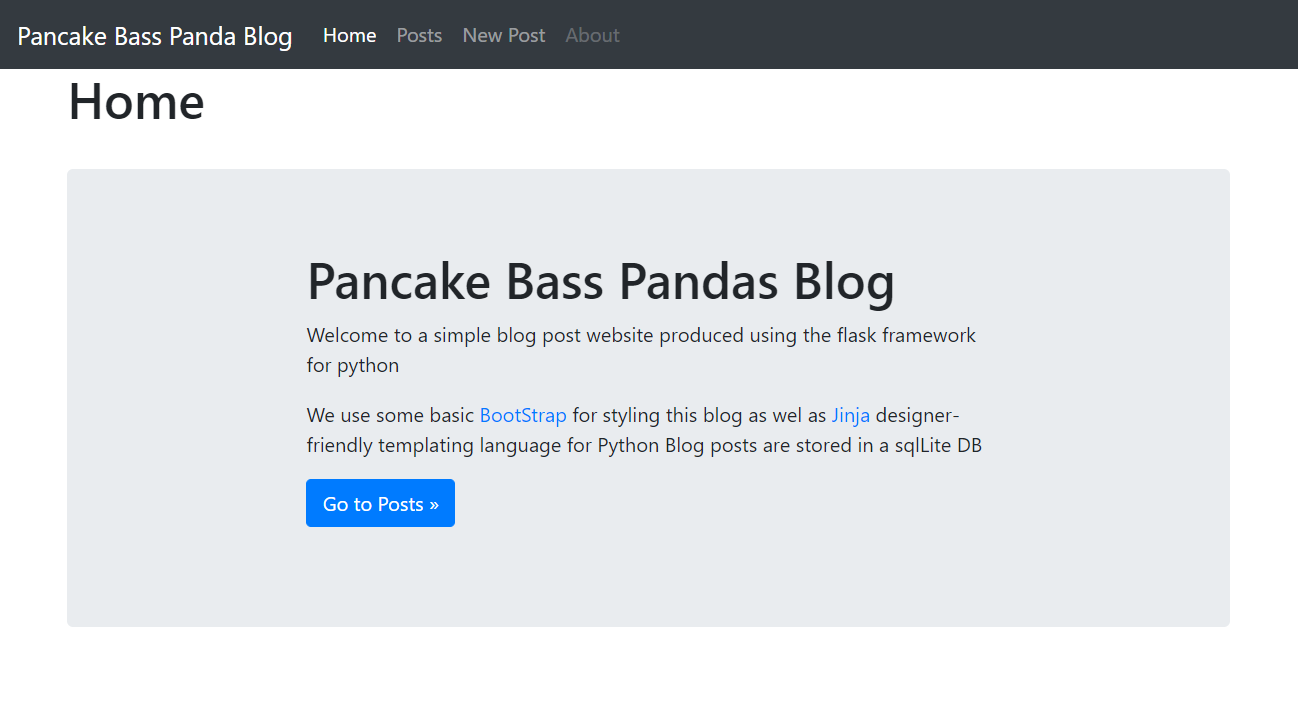 Pancake Bass Panda Blog Home Posts New Post About
Home
Pancake Bass Pandas Blog
Welcome to a simple blog post website produced using the flask framework
for python
We use some basic BootStrap for styling this blog as wel as Jinja designer-
friendly templating language for Python Blog posts are stored in a sqlLite DB
Go to Posts »